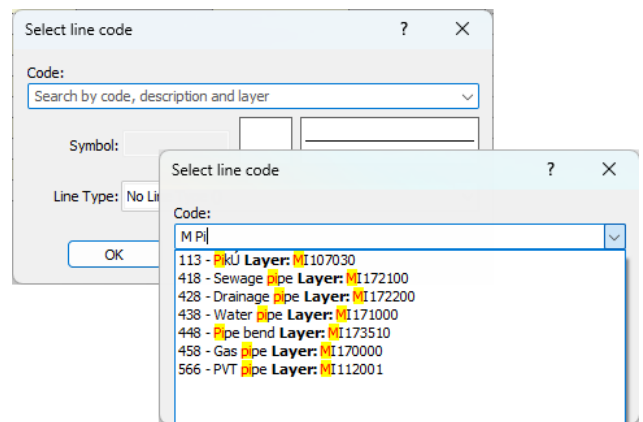 Select line code ? ×
Code:
Search by code, description and layer
Symbol:
Line Type: No Li
OK
Select line code ? ×
Code:
M Pi
113 - PikÚ Layer: MI107030
418 - Sewage pipe Layer: MI172100
428 - Drainage pipe Layer: MI172200
438 - Water pipe Layer: MI171000
448 - Pipe bend Layer: MI173510
458 - Gas pipe Layer: MI170000
566 - PVT pipe Layer: MI112001